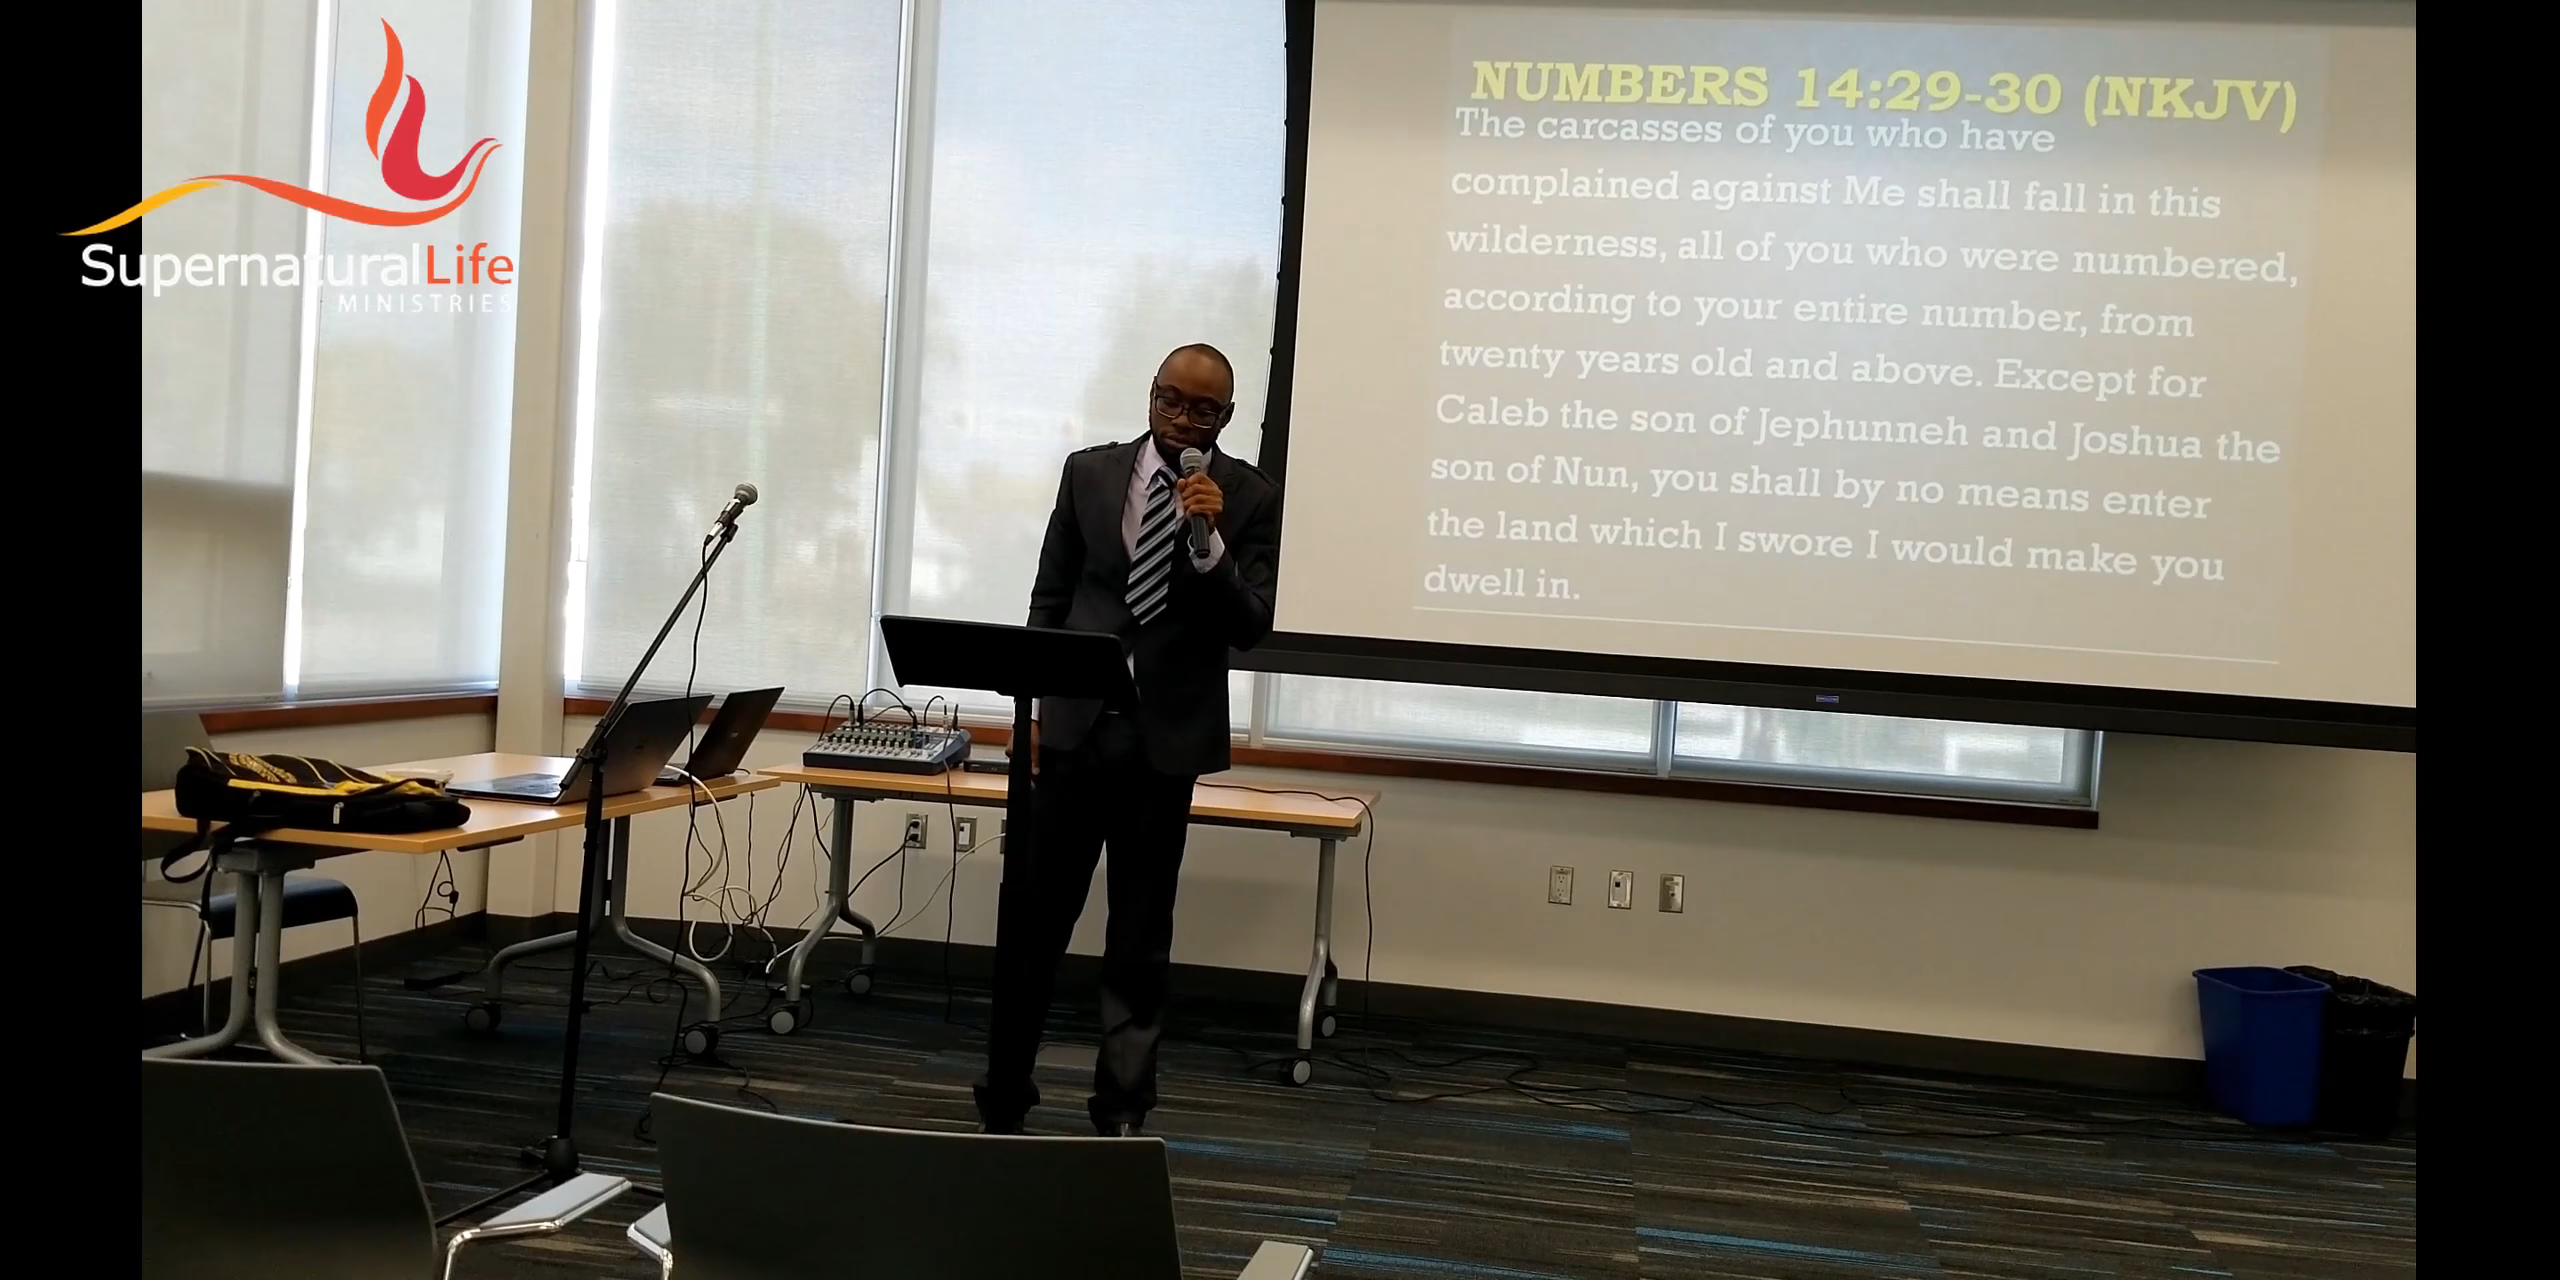 SupernaturalLife
MINISTRIES
NUMBERS 14:29-30 (NKJV)
The carcasses of you who have
complained against Me shall fall in this
wilderness, all of you who were numbered,
according to your entire number, from
twenty years old and above. Except for
Caleb the son of Jephunneh and Joshua the
son of Nun, you shall by no means enter
the land which I swore I would make you
dwell in.